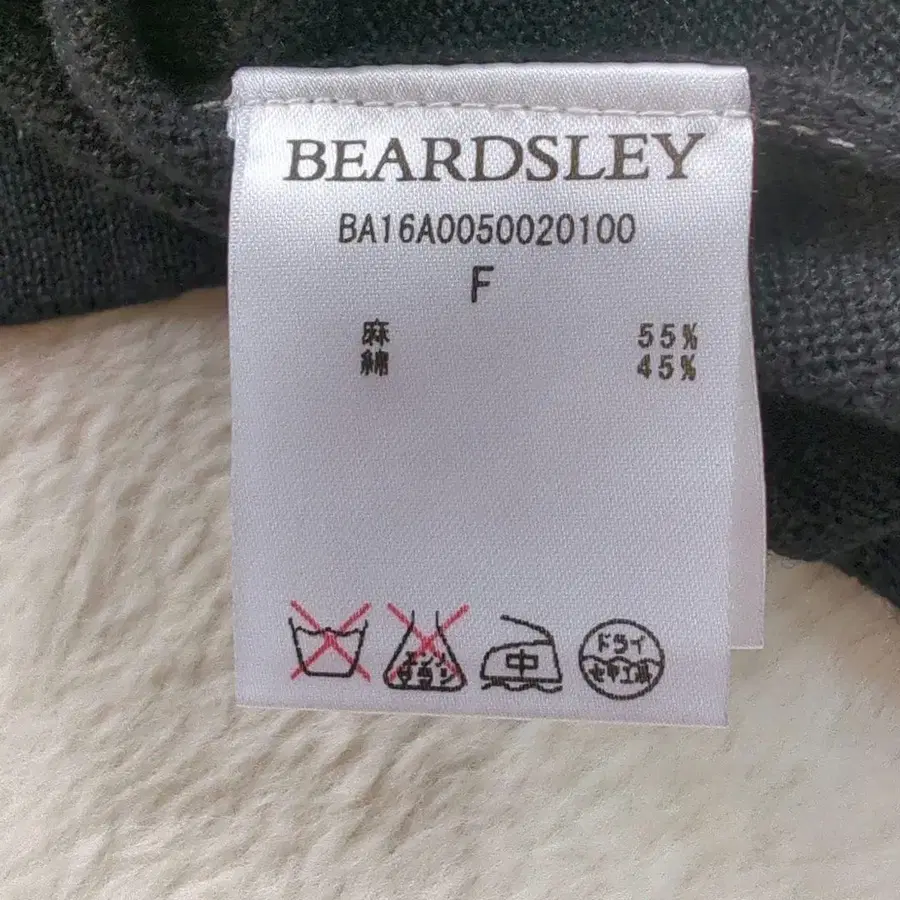 BEARDSLEY
BA16A0050020100
F
麻 55%
綿 45%
エンソ
サラシ
中
ドライ
セキユ系